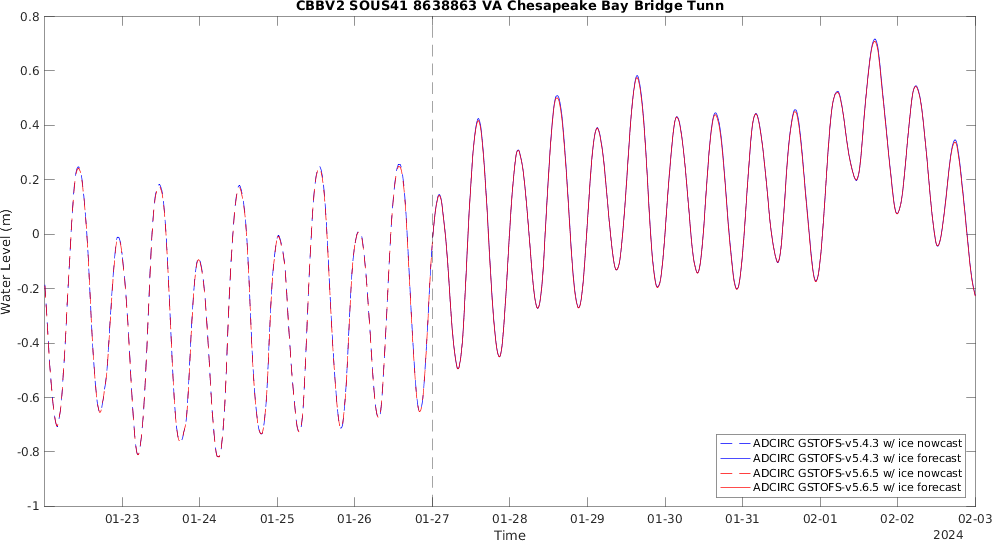 CBBV2 SOUS41 8638863 VA Chesapeake Bay Bridge Tunn
Water Level (m)
0.8
0.6
0.4
0.2
0
-0.2
-0.4
-0.6
-0.8
-1
ADCIRC GSTOFS-v5.4.3 w/ ice nowcast
ADCIRC GSTOFS-v5.4.3 w/ ice forecast
ADCIRC GSTOFS-v5.6.5 w/ ice nowcast
ADCIRC GSTOFS-v5.6.5 w/ ice forecast
01-23 01-24 01-25 01-26 01-27 01-28 01-29 01-30 01-31 02-01 02-02 02-03
Time
2024